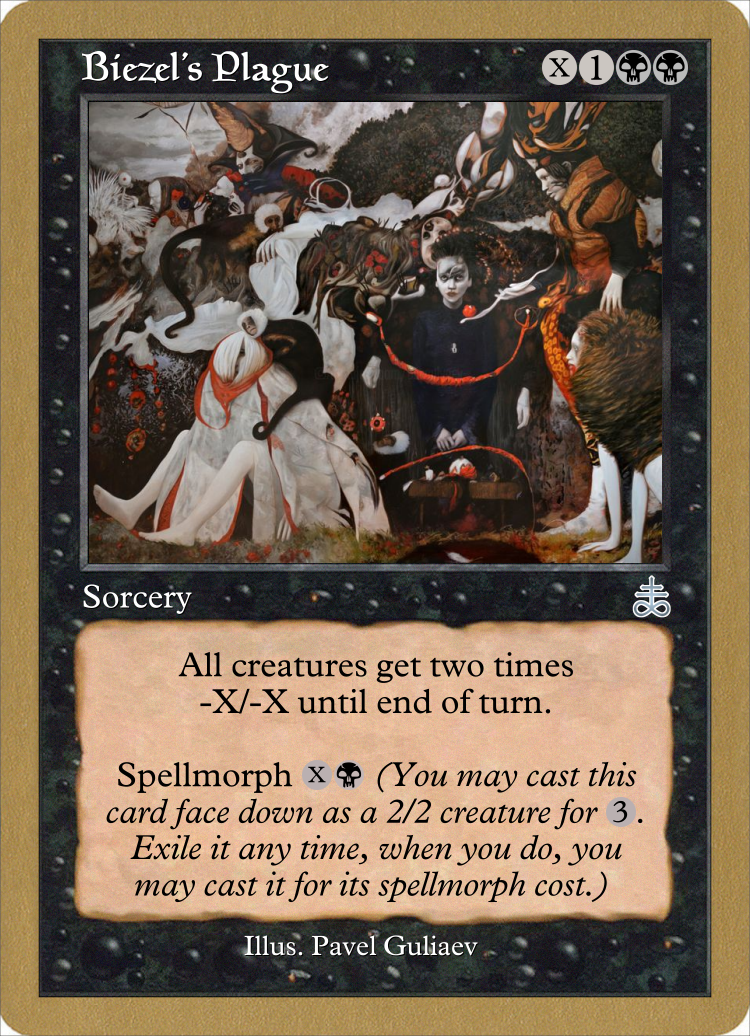 Biezel's Plague X1
Sorcery
All creatures get two times
-X/-X until end of turn.
Spellmorph X (You may cast this
card face down as a 2/2 creature for 3.
Exile it any time, when you do, you
may cast it for its spellmorph cost.)
Illus. Pavel Guliaev